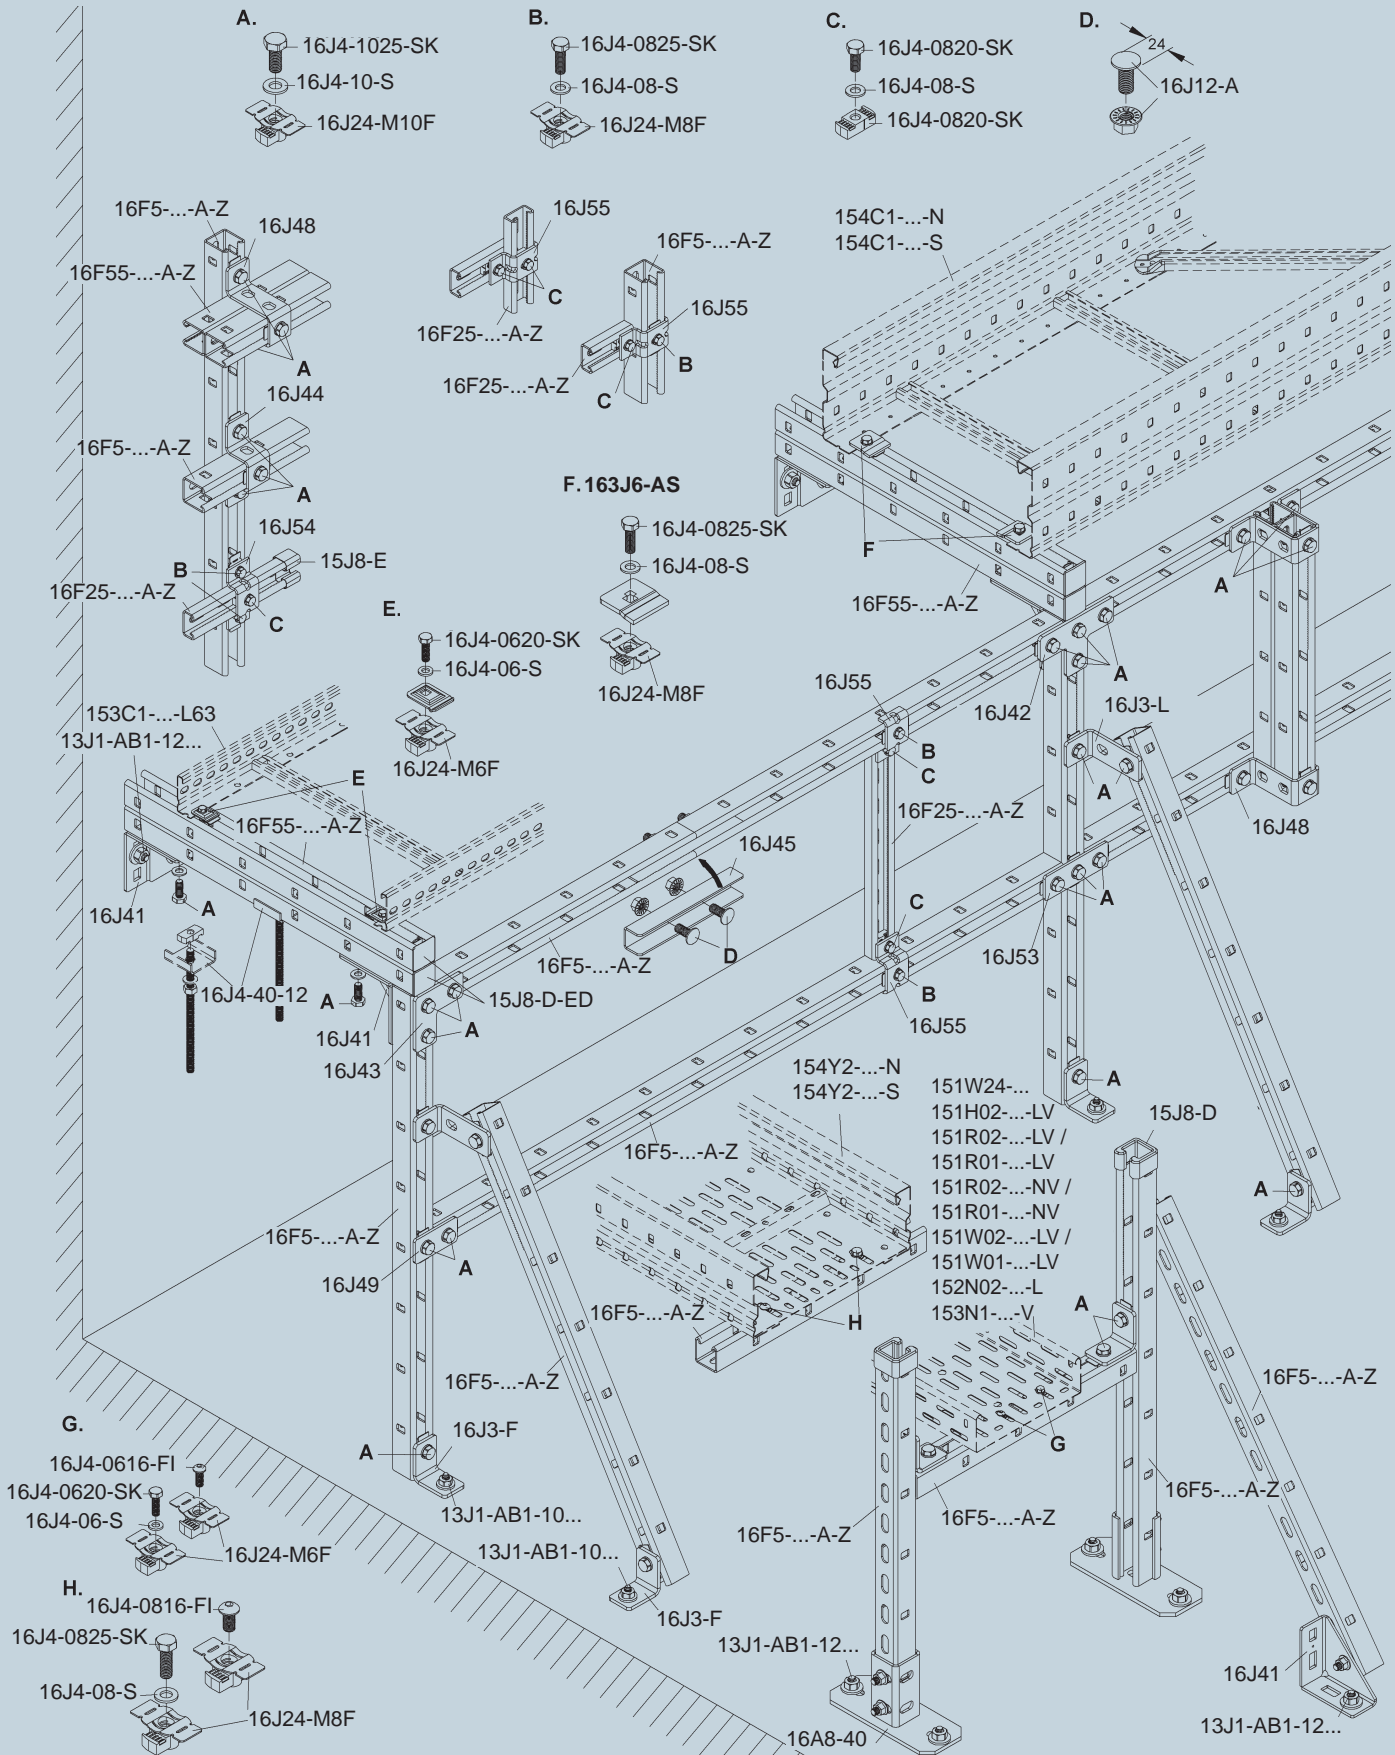 A.
16J4-1025-SK
16J4-10-S
16J24-M10F
B.
16J4-0825-SK
16J4-08-S
16J24-M8F
C.
16J4-0820-SK
16J4-08-S
16J4-0820-SK
D.
24
16J12-A
16F5-...-A-Z
16J48
16F55-...-A-Z
A
16J44
16F5-...-A-Z
A
16J54
B
15J8-E
16F25-...-A-Z
C
16J55
16F5-...-A-Z
C
16F25-...-A-Z
16J55
B
16F25-...-A-Z
C
154C1-...-N
154C1-...-S
F
16F55-...-A-Z
A
A
16J42
16J3-L
A
16J48
F. 163J6-AS
16J4-0825-SK
16J4-08-S
16J24-M8F
E.
16J4-0620-SK
16J4-06-S
16J24-M6F
153C1-...-L63
13J1-AB1-12...
E
16F55-...-A-Z
16J41
A
16J4-40-12
A
16J41
16J43
15J8-D-ED
A
16F5-...-A-Z
16J45
D
16J55
B
C
16F25-...-A-Z
C
B
16J55
16J53
A
A
15J8-D
A
154Y2-...-N
154Y2-...-S
16F5-...-A-Z
16F5-...-A-Z
H
151W24-...
151H02-...-LV
151R02-...-LV /
151R01-...-LV
151R02-...-NV /
151R01-...-NV
151W02-...-LV /
151W01-...-LV
152N02-...-L
153N1-...-V
A
G
16F5-...-A-Z
16F5-...-A-Z
16J49
A
16F5-...-A-Z
A
16J3-F
13J1-AB1-10...
13J1-AB1-10...
16J3-F
16F5-...-A-Z
16F5-...-A-Z
16F5-...-A-Z
13J1-AB1-12...
16A8-40
16J41
13J1-AB1-12...
G.
16J4-0616-FI
16J4-0620-SK
16J4-06-S
16J24-M6F
H.
16J4-0816-FI
16J4-0825-SK
16J4-08-S
16J24-M8F